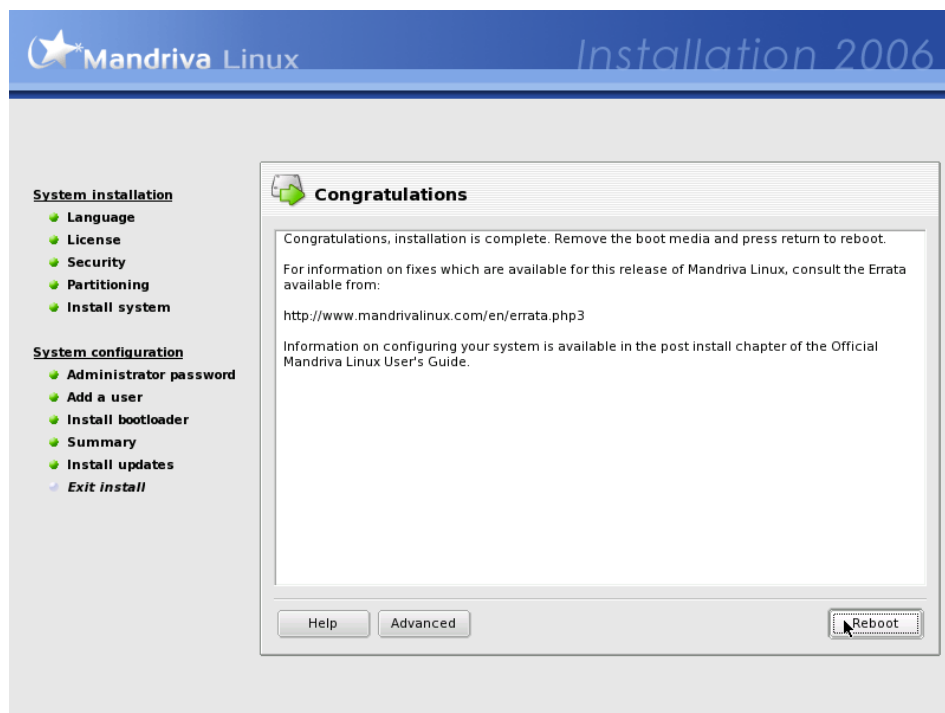 Mandriva Linux
Installation 2006
System installation
Language
License
Security
Partitioning
Install system
System configuration
Administrator password
Add a user
Install bootloader
Summary
Install updates
Exit install
Congratulations
Congratulations, installation is complete. Remove the boot media and press return to reboot.
For information on fixes which are available for this release of Mandriva Linux, consult the Errata
available from:
http://www.mandrivalinux.com/en/errata.php3
Information on configuring your system is available in the post install chapter of the Official
Mandriva Linux User's Guide.
Help
Advanced
Reboot